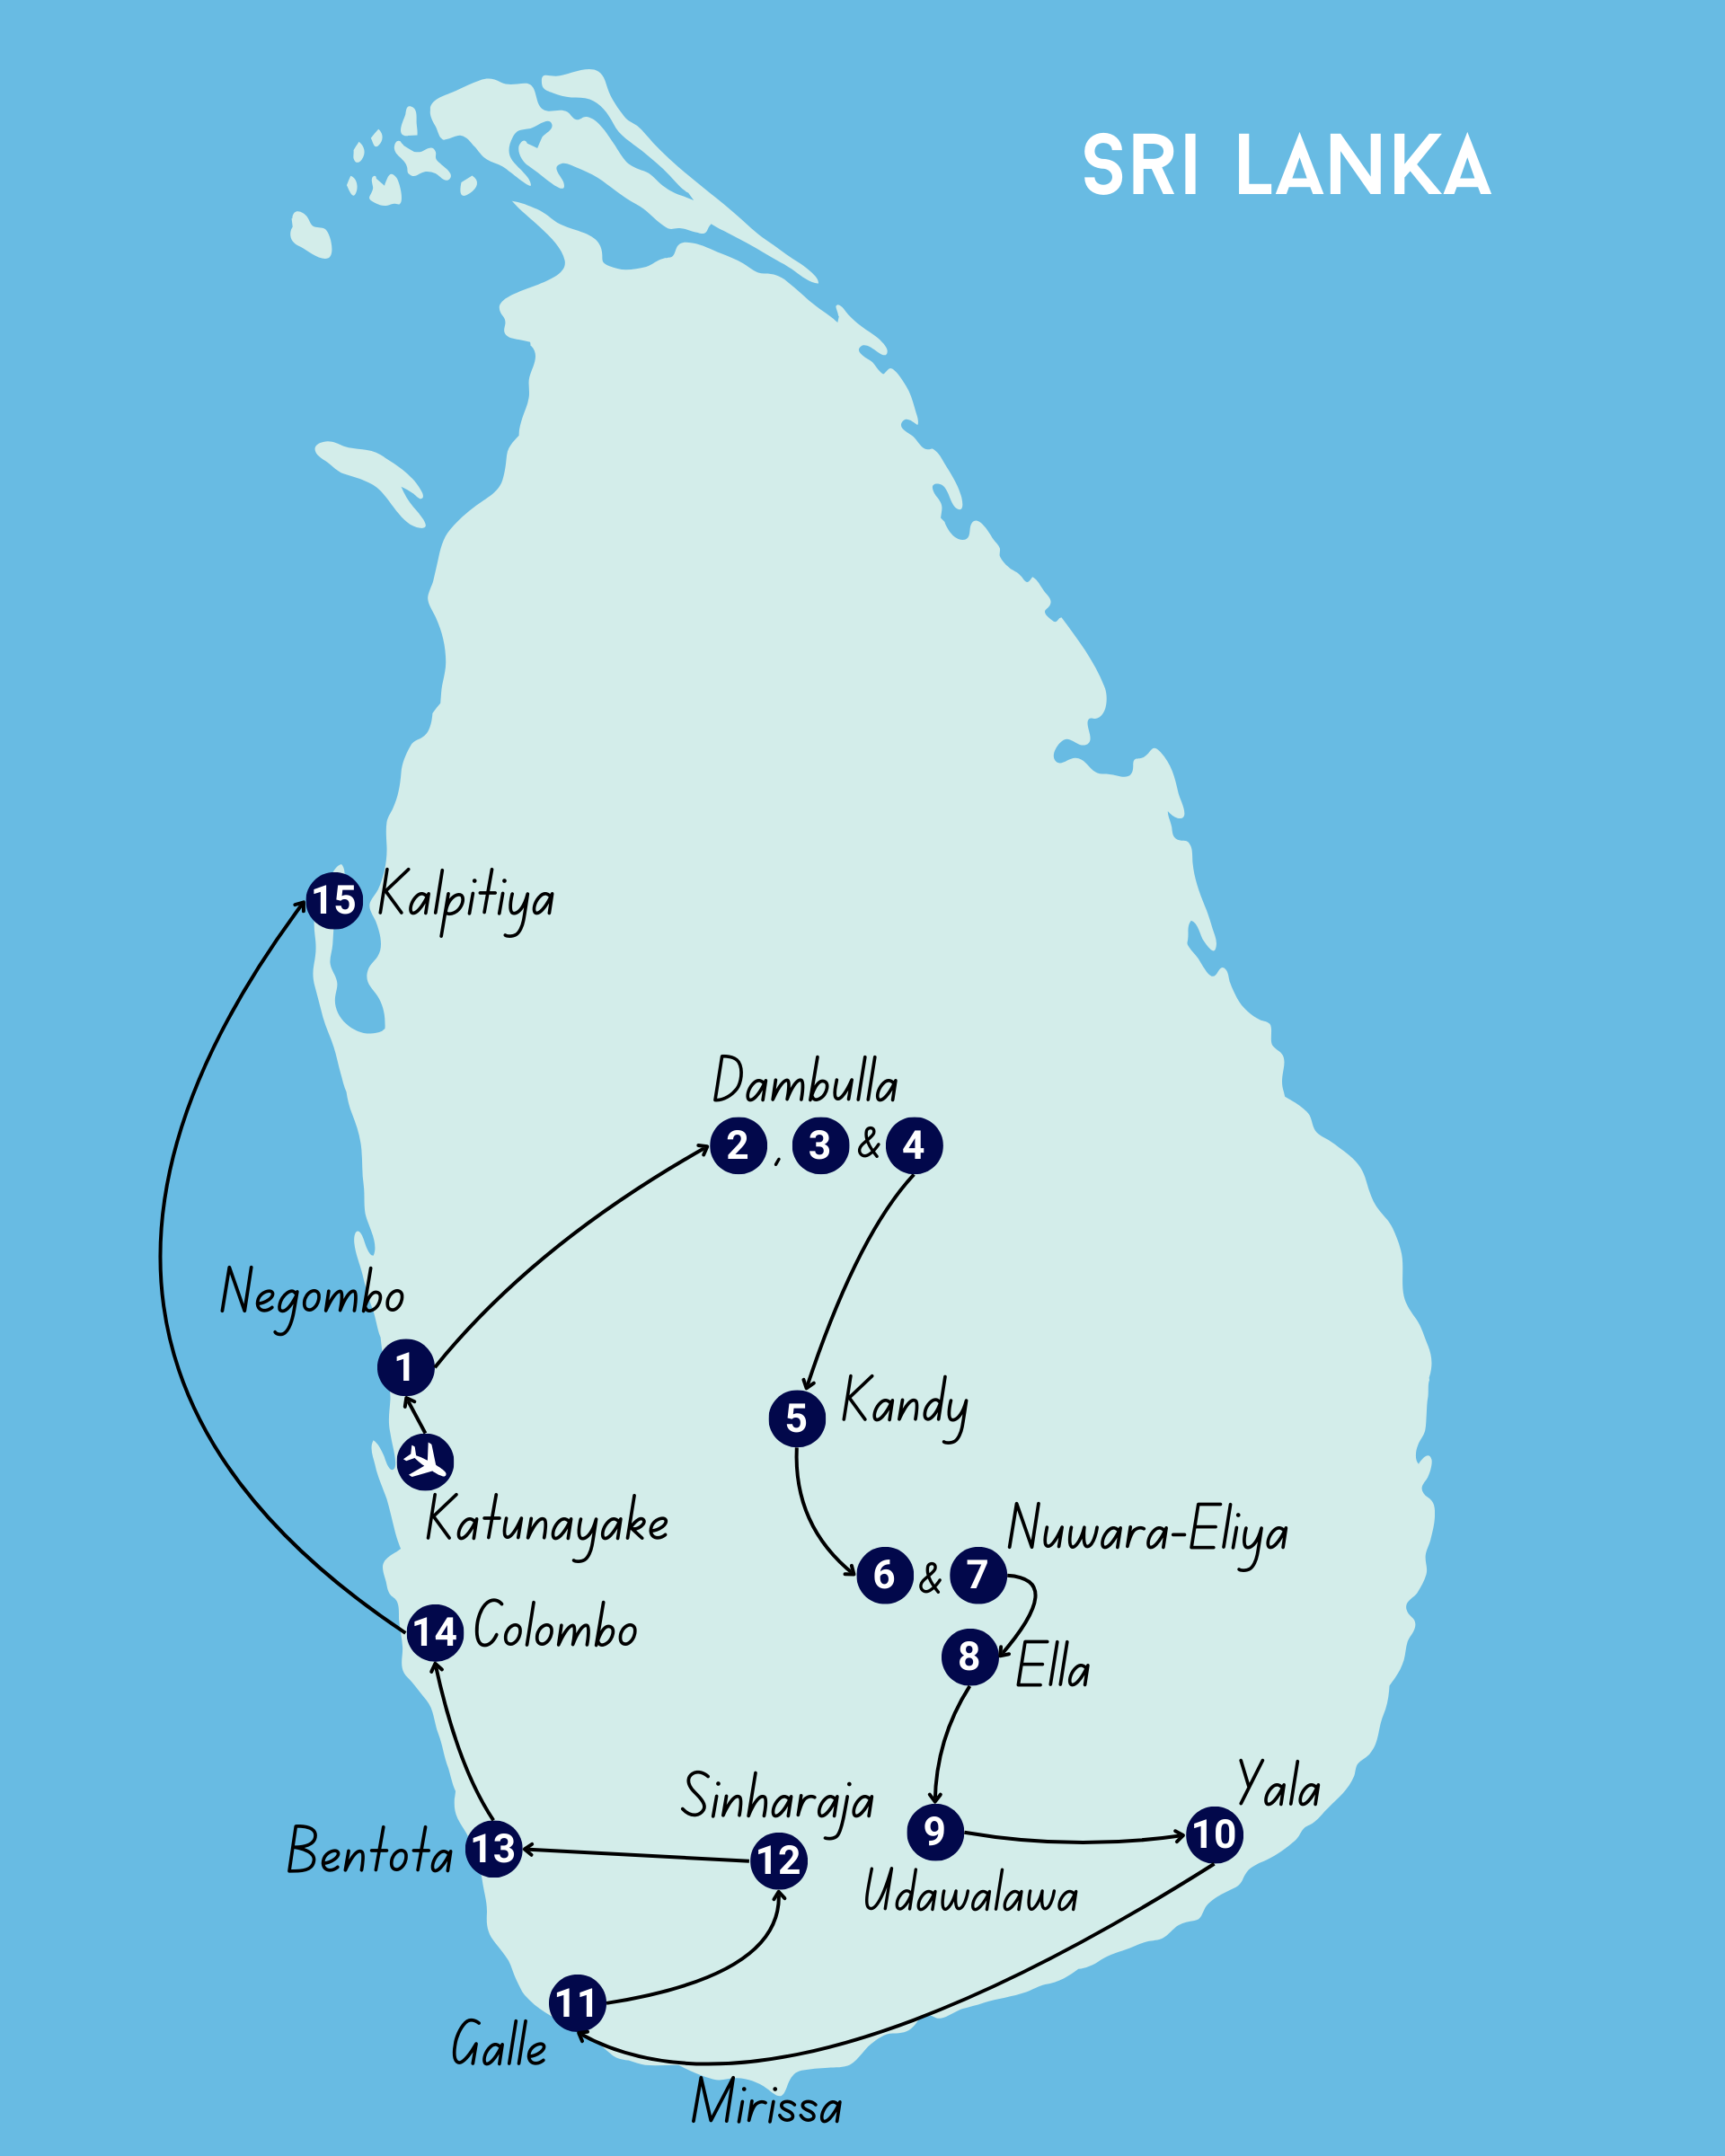 SRI LANKA
15 Kalpitiya
Dambulla
2 , 3 & 4
Negombo
1
5 Kandy
Katunayake
Nuwara-Eliya
6 & 7
14 Colombo
8 Ella
Yala
Sinharaja
9
10
Bentota 13
12
Udawalawa
11
Galle
Mirissa